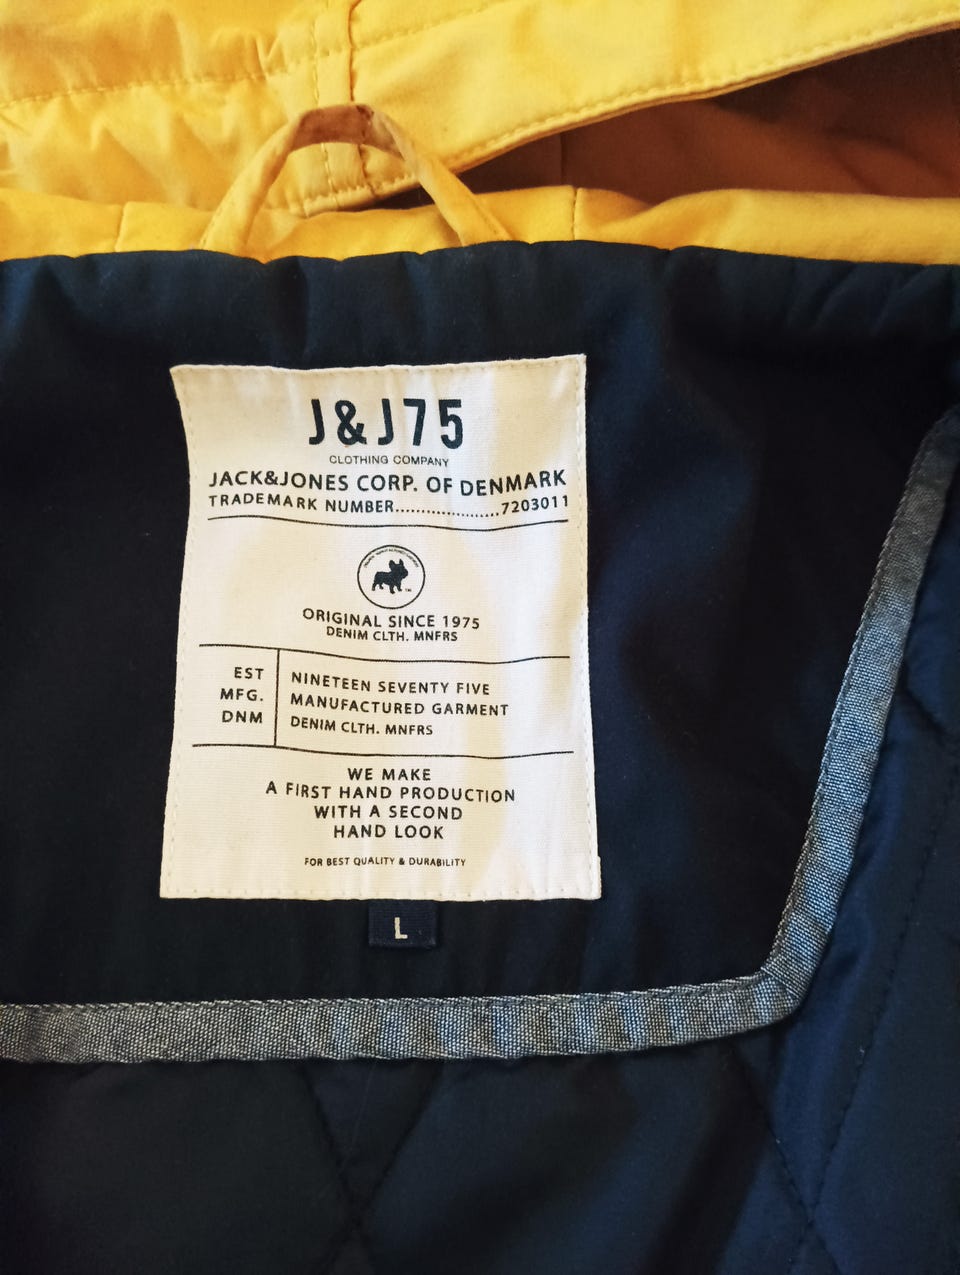 J&J75
CLOTHING COMPANY
JACK&JONES CORP. OF DENMARK
TRADEMARK NUMBER....................7203011
ORIGINAL SINCE 1975
DENIM CLTH. MNFRS
EST
MFG.
DNM
NINETEEN SEVENTY FIVE
MANUFACTURED GARMENT
DENIM CLTH. MNFRS
WE MAKE
A FIRST HAND PRODUCTION
WITH A SECOND
HAND LOOK
FOR BEST QUALITY & DURABILITY
L